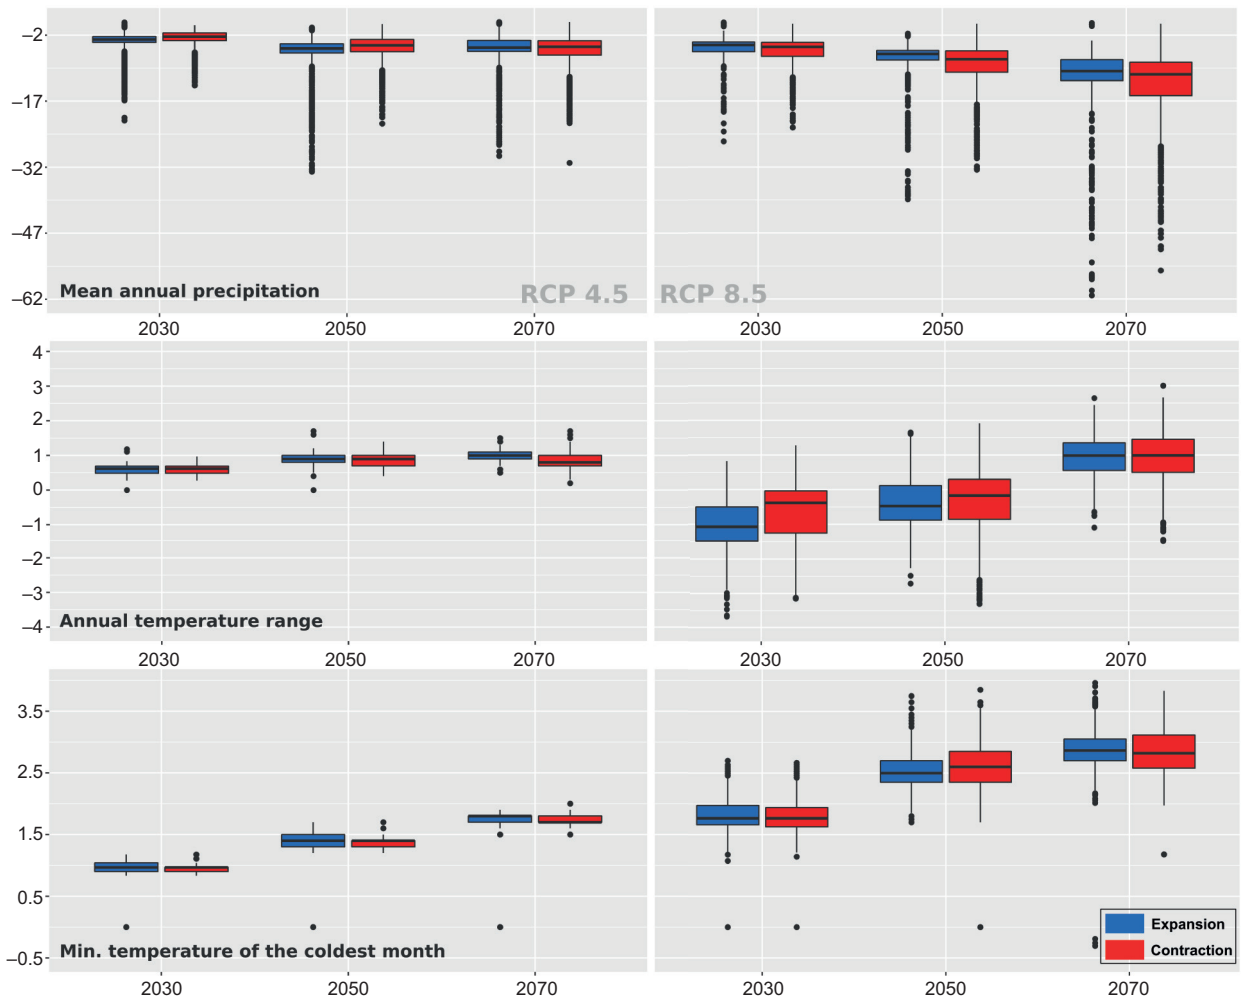 −2
−17
−32
−47
−62
Mean annual precipitation
RCP 4.5
RCP 8.5
2030 2050 2070 2030 2050 2070
4
3
2
1
0
−1
−2
−3
−4
Annual temperature range
2030 2050 2070 2030 2050 2070
3.5
2.5
1.5
0.5
−0.5
Min. temperature of the coldest month
Expansion
Contraction
2030 2050 2070 2030 2050 2070